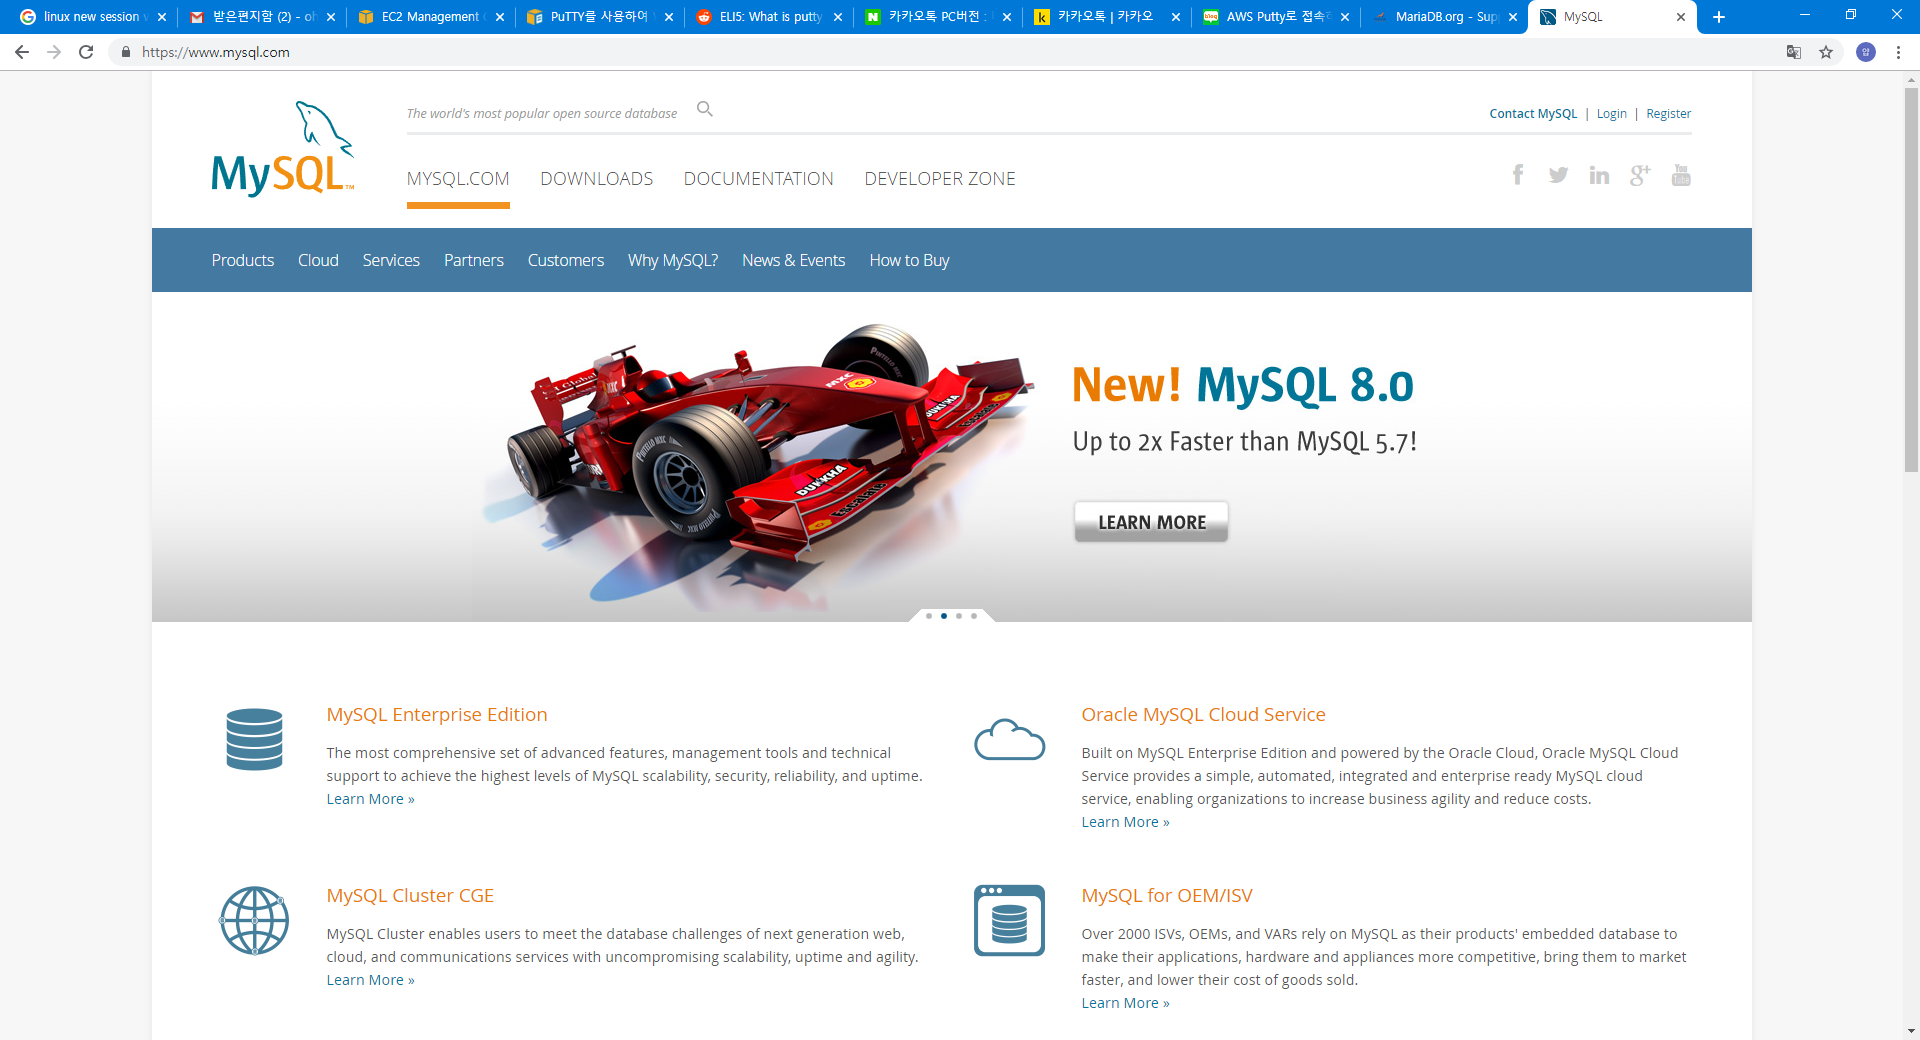 linux new session
받은편지함 (2) - oh
EC2 Management
PuTTY를 사용하여
ELI5: What is putty
카카오톡 PC버전 :
카카오톡 | 카카오
AWS Putty로 접속
MariaDB.org - Sup
MySQL
https://www.mysql.com
The world's most popular open source database
Contact MySQL | Login | Register
MySQL™
MYSQL.COM DOWNLOADS DOCUMENTATION DEVELOPER ZONE
Products Cloud Services Partners Customers Why MySQL? News & Events How to Buy
New! MySQL 8.0
Up to 2x Faster than MySQL 5.7!
LEARN MORE
PUNTELLO MXC
Global
MXC
DUKKHA
Escalaro
PUNTELLO MXC
DUKKHA
Escalaro
MySQL Enterprise Edition
The most comprehensive set of advanced features, management tools and technical
support to achieve the highest levels of MySQL scalability, security, reliability, and uptime.
Learn More »
Oracle MySQL Cloud Service
Built on MySQL Enterprise Edition and powered by the Oracle Cloud, Oracle MySQL Cloud
Service provides a simple, automated, integrated and enterprise ready MySQL cloud
service, enabling organizations to increase business agility and reduce costs.
Learn More »
MySQL Cluster CGE
MySQL Cluster enables users to meet the database challenges of next generation web,
cloud, and communications services with uncompromising scalability, uptime and agility.
Learn More »
MySQL for OEM/ISV
Over 2000 ISVs, OEMs, and VARs rely on MySQL as their products' embedded database to
make their applications, hardware and appliances more competitive, bring them to market
faster, and lower their cost of goods sold.
Learn More »